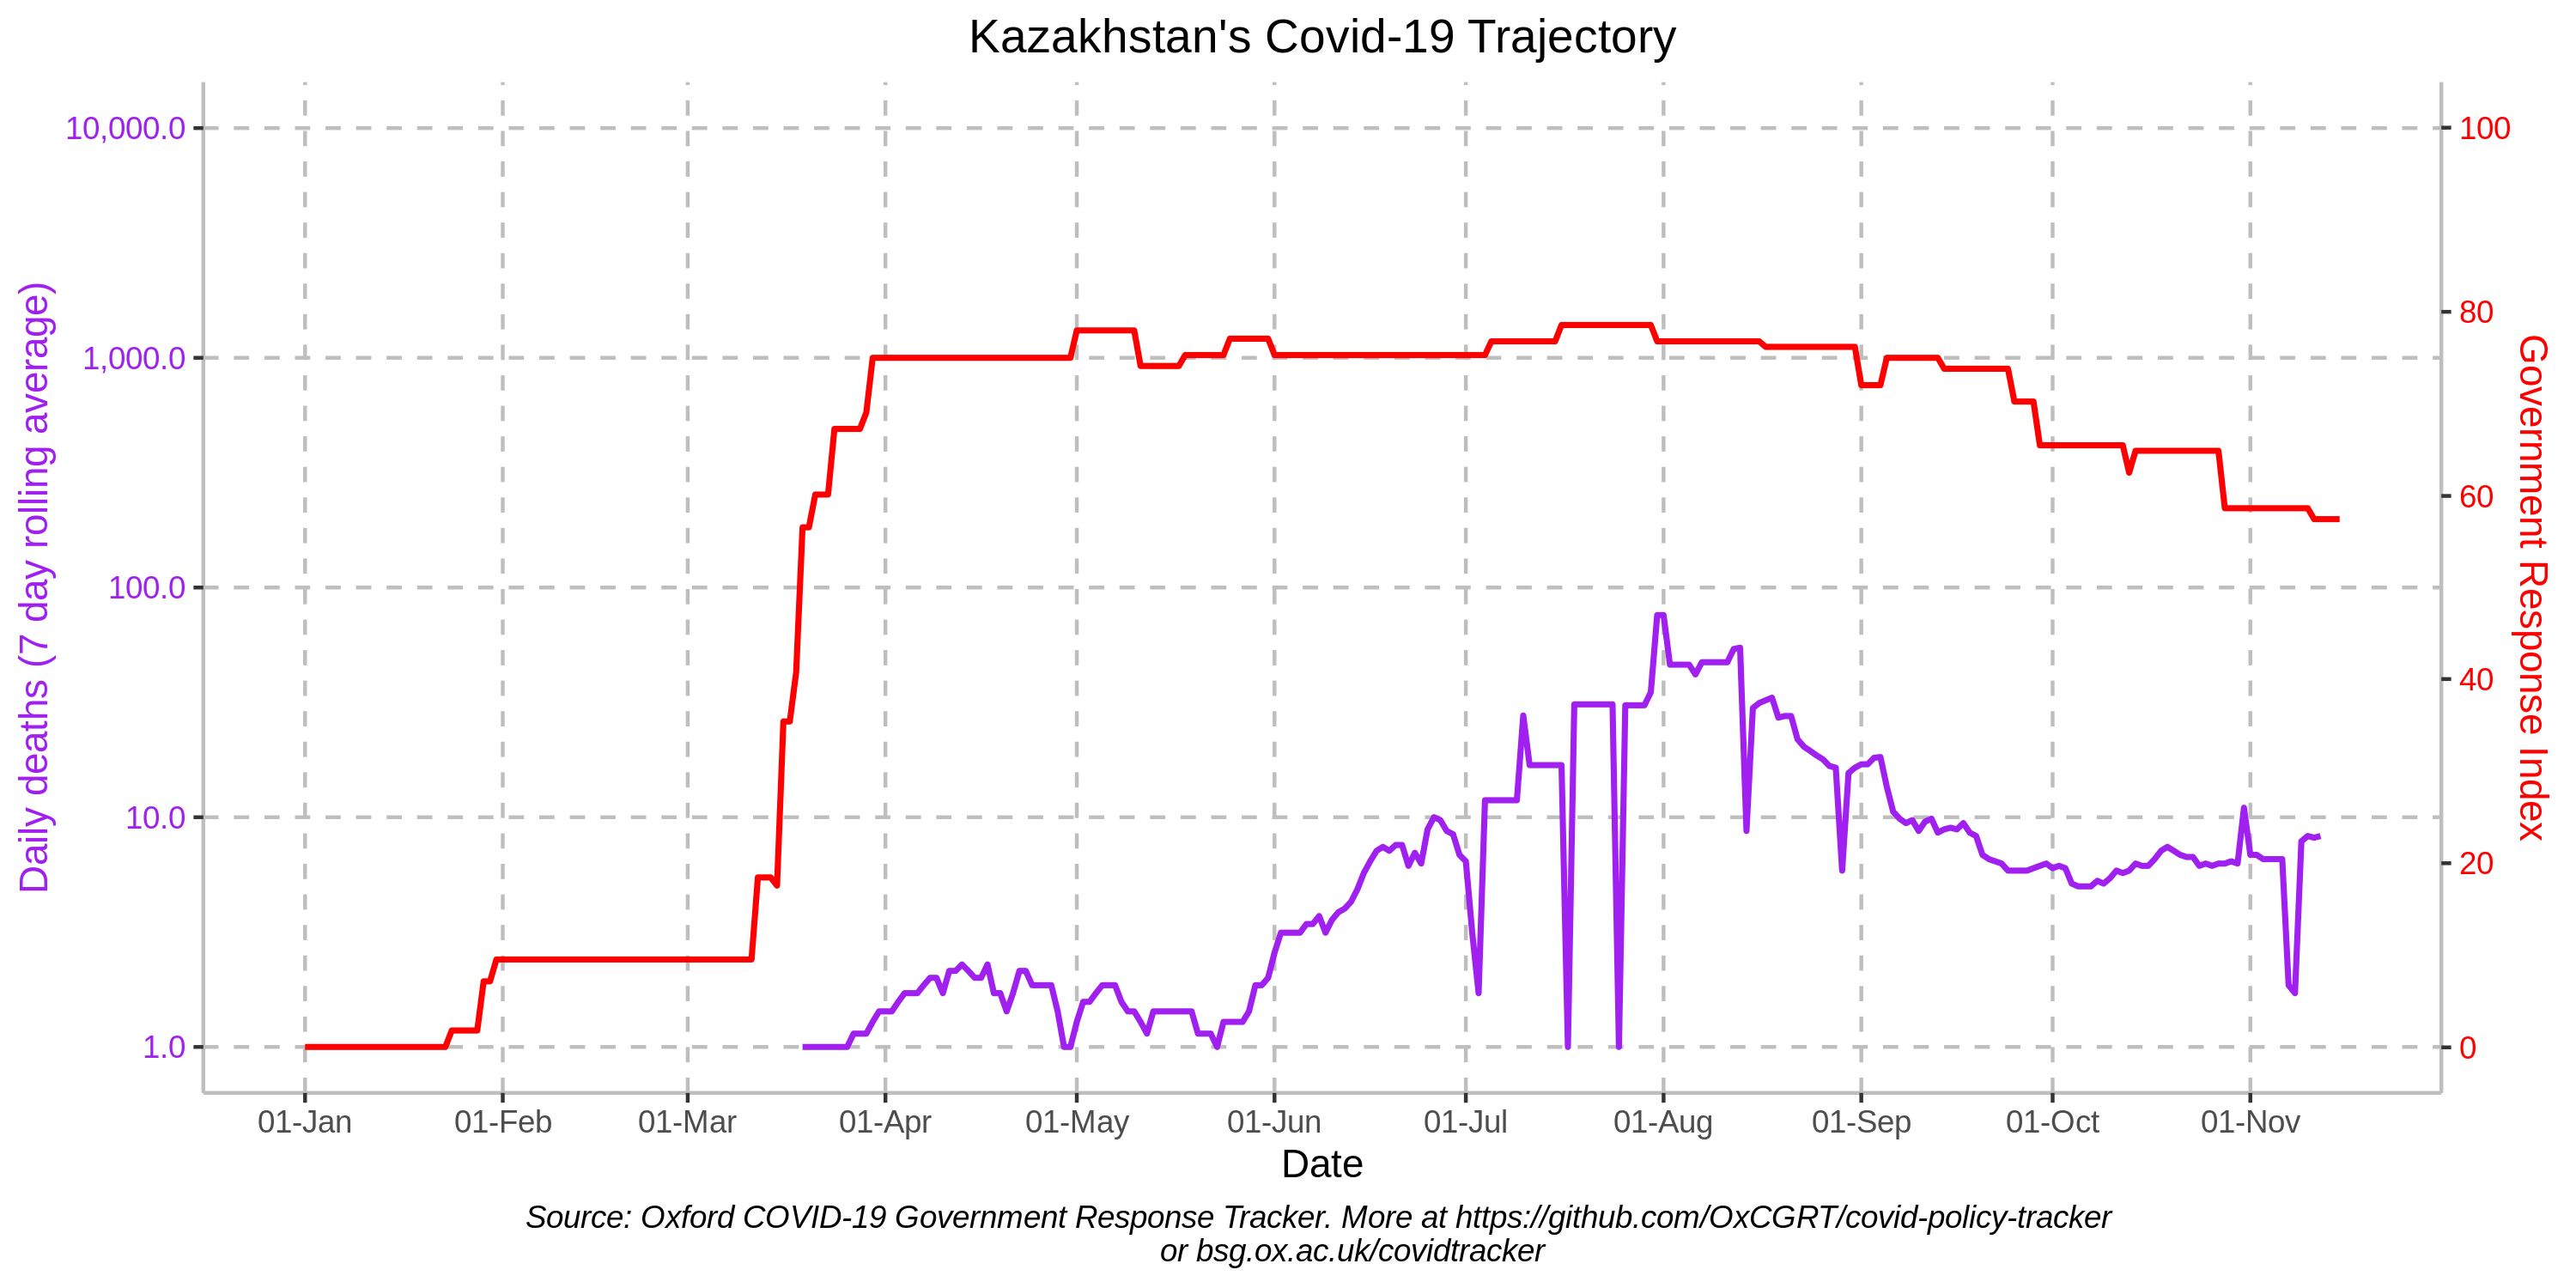 Kazakhstan's Covid-19 Trajectory
Daily deaths (7 day rolling average)
10,000.0
1,000.0
100.0
10.0
1.0
100
80
60
40
20
0
Government Response Index
01-Jan 01-Feb 01-Mar 01-Apr 01-May 01-Jun 01-Jul 01-Aug 01-Sep 01-Oct 01-Nov
Date
Source: Oxford COVID-19 Government Response Tracker. More at https://github.com/OxCGRT/covid-policy-tracker
or bsg.ox.ac.uk/covidtracker